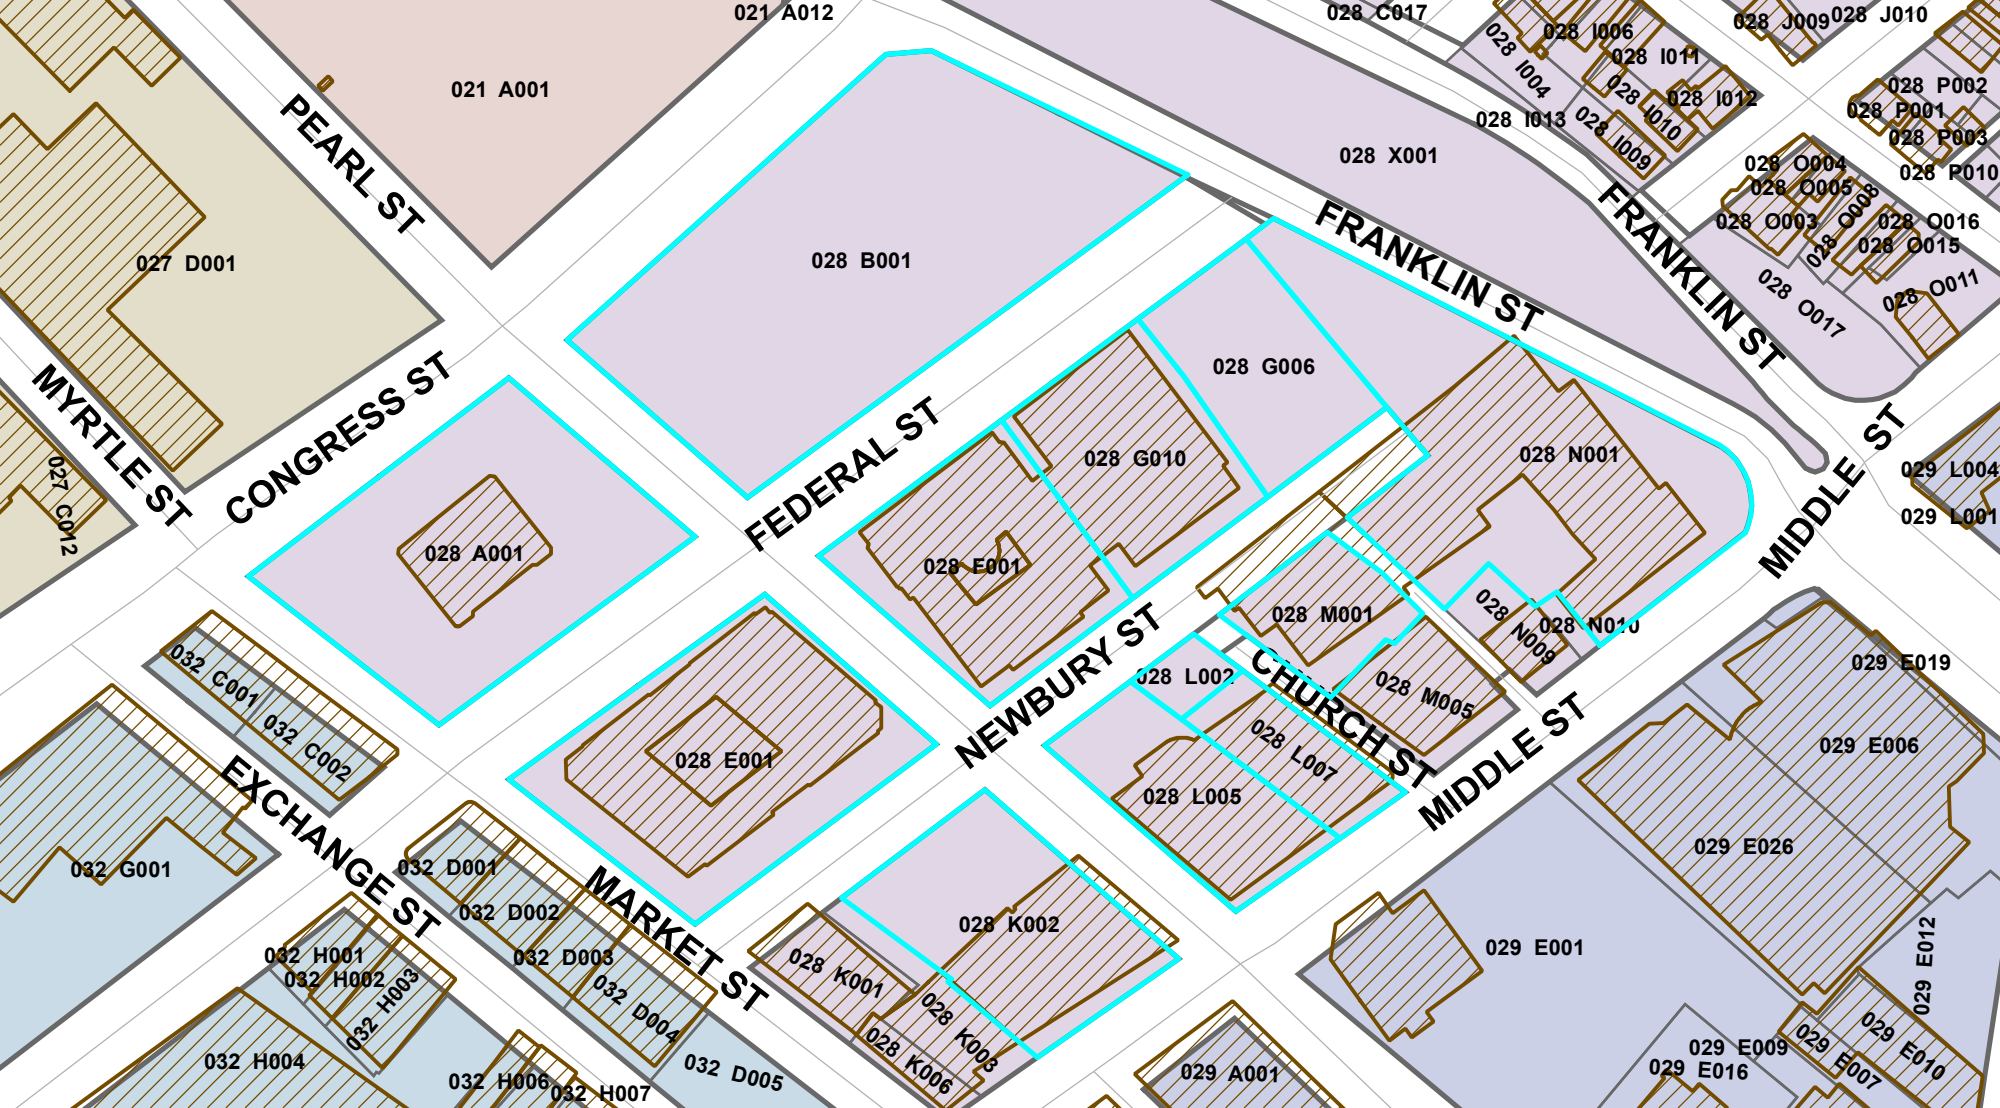 021 A012
028 C017
028 J009
028 J010
028 I006
028 I011
028 I004
028 I010
028 I012
028 I013
028 I009
028 P002
028 P001
028 P003
028 P010
021 A001
PEARL ST
028 X001
028 O004
028 O005
028 O008
028 O003
028 O016
028 O015
028 O011
028 O017
027 D001
028 B001
FRANKLIN ST
FRANKLIN ST
MYRTLE ST
CONGRESS ST
028 G006
FEDERAL ST
028 G010
028 N001
MIDDLE ST
029 L004
029 L001
027 C012
028 A001
028 F001
028 M001
028 N009
028 N010
NEWBURY ST
028 L002
CHURCH ST
028 M005
MIDDLE ST
029 E019
032 C001
032 C002
028 E001
028 L007
028 L005
029 E006
029 E026
EXCHANGE ST
032 G001
032 D001
032 D002
032 D003
032 D004
MARKET ST
028 K002
029 E001
029 E012
032 H001
032 H002
032 H003
028 K001
028 K003
028 K006
032 H004
032 H006
032 H007
032 D005
029 A001
029 E009
029 E016
029 E007
029 E010